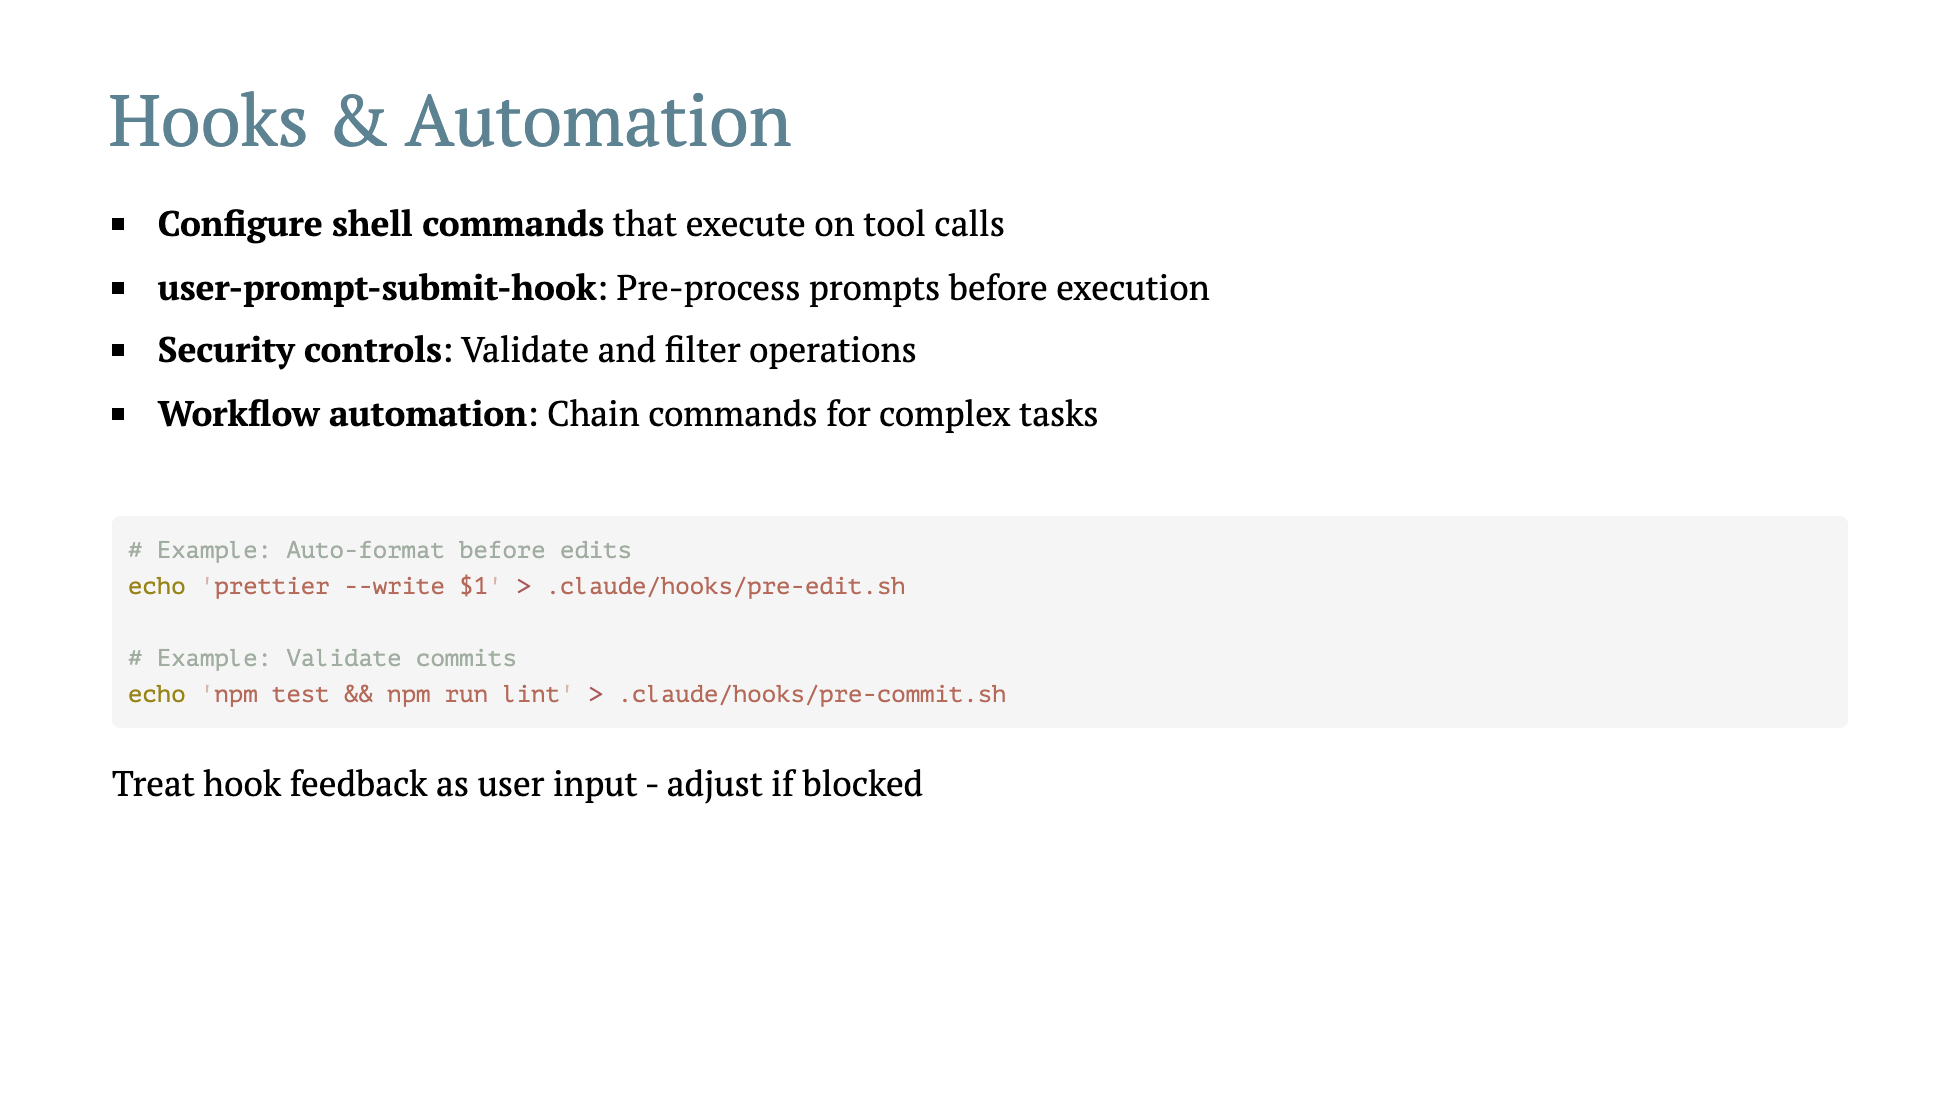 Hooks & Automation
▪ Configure shell commands that execute on tool calls
▪ user-prompt-submit-hook: Pre-process prompts before execution
▪ Security controls: Validate and filter operations
▪ Workflow automation: Chain commands for complex tasks
# Example: Auto-format before edits
echo 'prettier --write $1' > .claude/hooks/pre-edit.sh
# Example: Validate commits
echo 'npm test && npm run lint' > .claude/hooks/pre-commit.sh
Treat hook feedback as user input - adjust if blocked